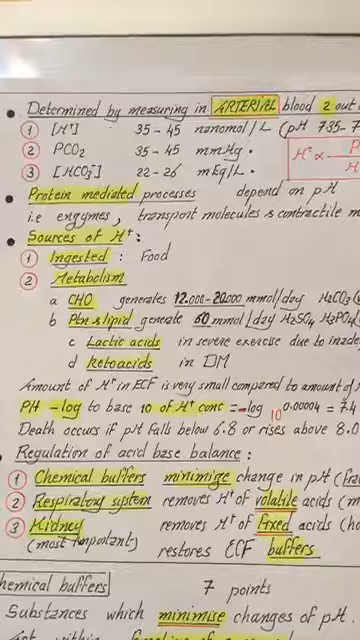 • Determined by measuring in ARTERIAL blood 2 out
① [H⁺] 35 - 45 nanomol/L (pH 7.35-7
② PCO₂ 35 - 45 mmHg.
H⁺ ∝ P
③ [HCO₃⁻] 22 - 26 mEq/L.
H
• Protein mediated processes depend on pH
i.e enzymes, transport molecules & contractile m
• Sources of H⁺:
① Ingested : Food
② Metabolism
a CHO generates 12.000-20.000 mmol/day H₂CO₃
b Ptn & lipid generate 60 mmol/day H₂SO₄ H₃PO₄
c Lactic acids in severe exercise due to inade
d ketoacids in DM
Amount of H⁺ in ECF is very small compared to amount of
PH -log to base 10 of H⁺ conc = -log 10 0.00004 = 7.4
Death occurs if pH falls below 6.8 or rises above 8.0
• Regulation of acid base balance:
① Chemical buffers minimize change in pH (frac
② Respiratory system removes H⁺ of volatile acids (m
③ Kidney removes H⁺ of fixed acids (ho
(most important) restores ECF buffers
hemical buffers 7 points
Substances which minimise changes of pH.